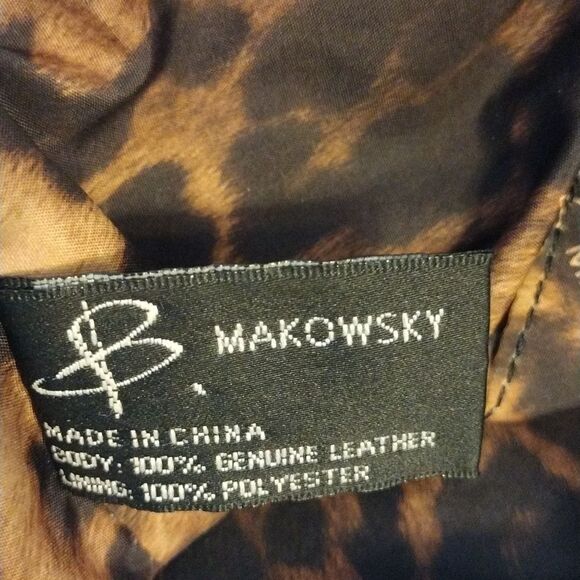 B. MAKOWSKY
MADE IN CHINA
BODY: 100% GENUINE LEATHER
LINING: 100% POLYESTER